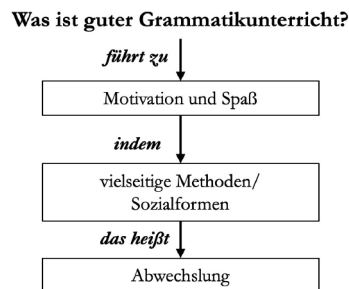 Was ist guter Grammatikunterricht?
führt zu
Motivation und Spaß
indem
vielseitige Methoden/
Sozialformen
das heißt
Abwechslung